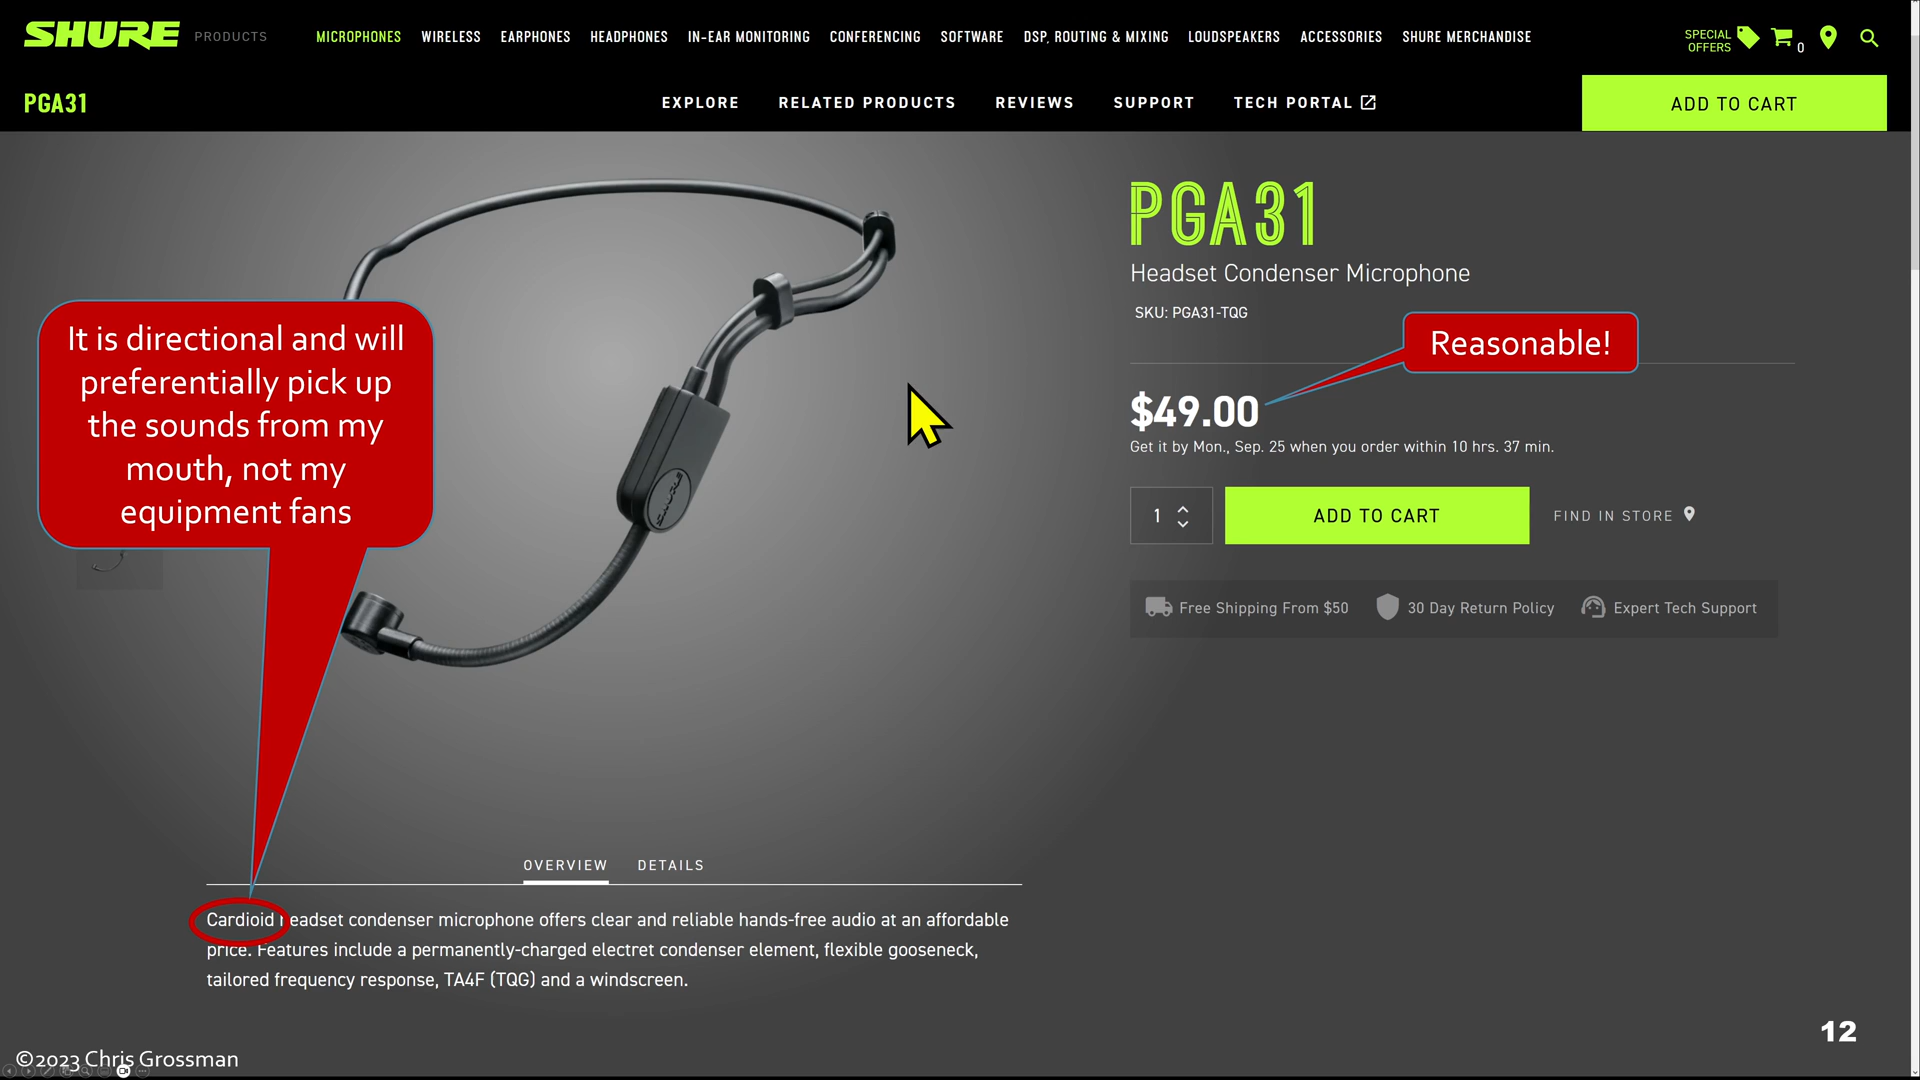 SHURE PRODUCTS MICROPHONES WIRELESS EARPHONES HEADPHONES IN-EAR MONITORING CONFERENCING SOFTWARE DSP, ROUTING & MIXING LOUDSPEAKERS ACCESSORIES SHURE MERCHANDISE
SPECIAL
OFFERS
0
PGA31 EXPLORE RELATED PRODUCTS REVIEWS SUPPORT TECH PORTAL ADD TO CART
PGA31
Headset Condenser Microphone
SKU: PGA31-TQG
Reasonable!
$49.00
Get it by Mon., Sep. 25 when you order within 10 hrs. 37 min.
1 ADD TO CART FIND IN STORE
Free Shipping From $50 30 Day Return Policy Expert Tech Support
It is directional and will
preferentially pick up
the sounds from my
mouth, not my
equipment fans
SHURE
OVERVIEW DETAILS
Cardioid headset condenser microphone offers clear and reliable hands-free audio at an affordable
price. Features include a permanently-charged electret condenser element, flexible gooseneck,
tailored frequency response, TA4F (TQG) and a windscreen.
12
©2023 Chris Grossman